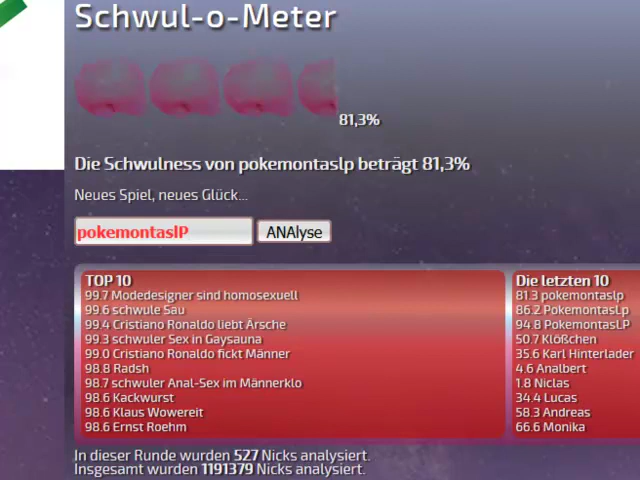 Schwul-o-Meter
81,3%
Die Schwulness von pokemontaslp beträgt 81,3%
Neues Spiel, neues Glück...
pokemontaslP
ANAlyse
TOP 10
99.7 Modedesigner sind homosexuell
99.6 schwule Sau
99.4 Cristiano Ronaldo liebt Ärsche
99.3 schwuler Sex in Gaysauna
99.0 Cristiano Ronaldo fickt Männer
98.8 Radsh
98.7 schwuler Anal-Sex im Männerklo
98.6 Kackwurst
98.6 Klaus Wowereit
98.6 Ernst Roehm
Die letzten 10
81.3 pokemontaslp
86.2 PokemontasLp
94.8 PokemontasLP
50.7 Klößchen
35.6 Karl Hinterlader
4.6 Analbert
1.8 Niclas
34.4 Lucas
58.3 Andreas
66.6 Monika
In dieser Runde wurden 527 Nicks analysiert.
Insgesamt wurden 1191379 Nicks analysiert.